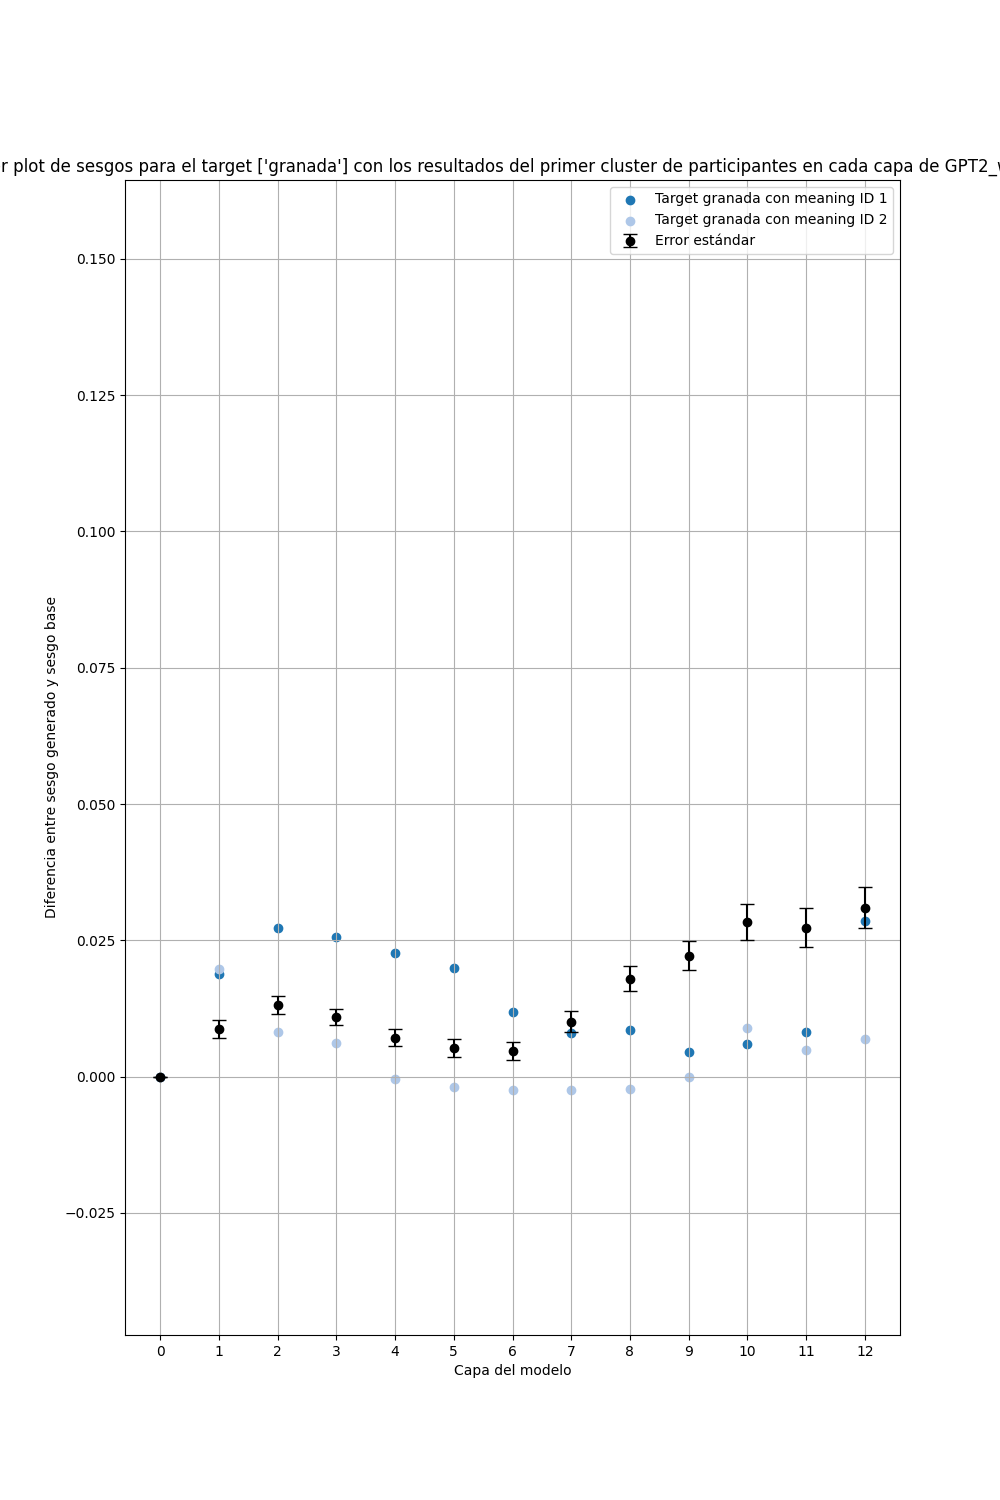 r plot de sesgos para el target ['granada'] con los resultados del primer cluster de participantes en cada capa de GPT2_
Target granada con meaning ID 1
Target granada con meaning ID 2
Error estándar
0.150
0.125
0.100
0.075
0.050
0.025
0.000
−0.025
Diferencia entre sesgo generado y sesgo base
0 1 2 3 4 5 6 7 8 9 10 11 12
Capa del modelo